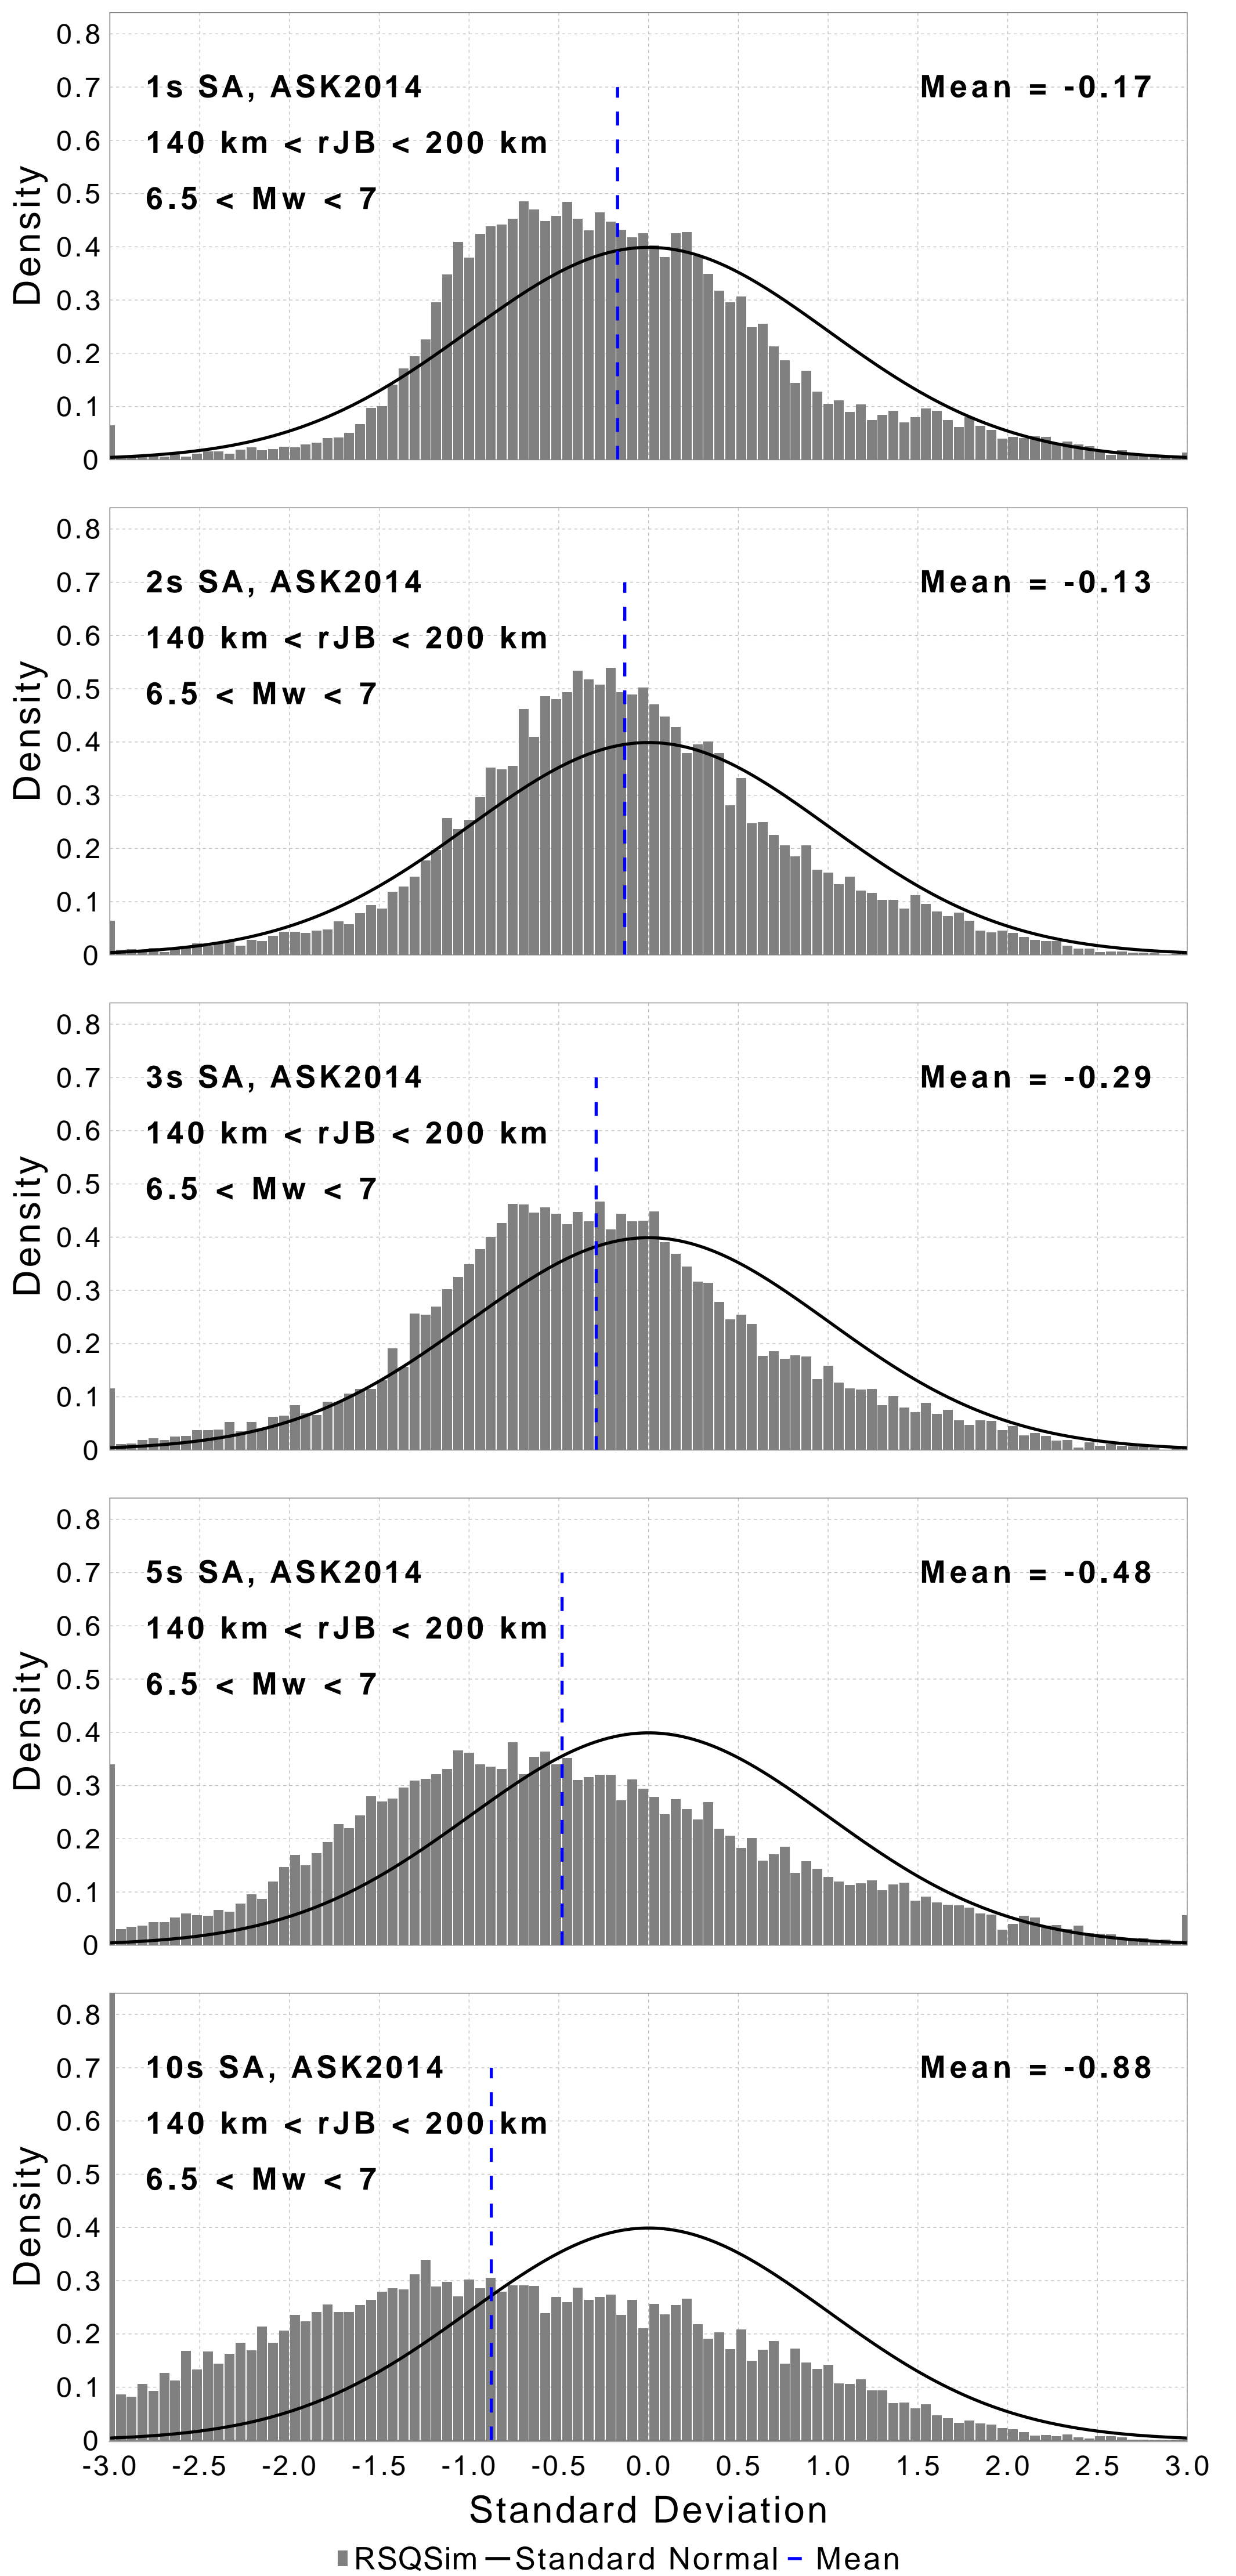 0.8
1s SA, ASK2014 Mean = -0.17
0.7
140 km < rJB < 200 km
0.6
6.5 < Mw < 7
0.5
0.4
0.3
0.2
0.1
0
Density
0.8
2s SA, ASK2014 Mean = -0.13
0.7
140 km < rJB < 200 km
0.6
6.5 < Mw < 7
0.5
0.4
0.3
0.2
0.1
0
Density
0.8
3s SA, ASK2014 Mean = -0.29
0.7
140 km < rJB < 200 km
0.6
6.5 < Mw < 7
0.5
0.4
0.3
0.2
0.1
0
Density
0.8
5s SA, ASK2014 Mean = -0.48
0.7
140 km < rJB < 200 km
0.6
6.5 < Mw < 7
0.5
0.4
0.3
0.2
0.1
0
Density
0.8
10s SA, ASK2014 Mean = -0.88
0.7
140 km < rJB < 200 km
0.6
6.5 < Mw < 7
0.5
0.4
0.3
0.2
0.1
0
Density
-3.0 -2.5 -2.0 -1.5 -1.0 -0.5 0.0 0.5 1.0 1.5 2.0 2.5 3.0
Standard Deviation
RSQSim Standard Normal Mean